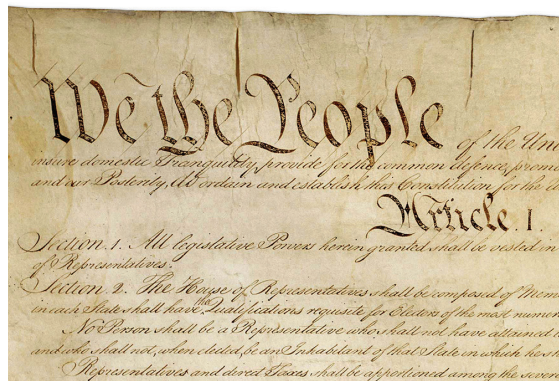 We the People of the Uni
insure domestic Tranquility, provide for the common defence, promo
and our Posterity, do ordain and establish this Constitution for the
Article. I.
Section. 1. All legislative Powers herein granted shall be vested in
of Representatives.
Section. 2. The House of Representatives shall be composed of Mem
in each State shall have the Qualifications requisite for Electors of the most numer
No Person shall be a Representative who shall not have attained
and who shall not, when elected, be an Inhabitant of that State in which he s
Representatives and direct Taxes shall be apportioned among the sever